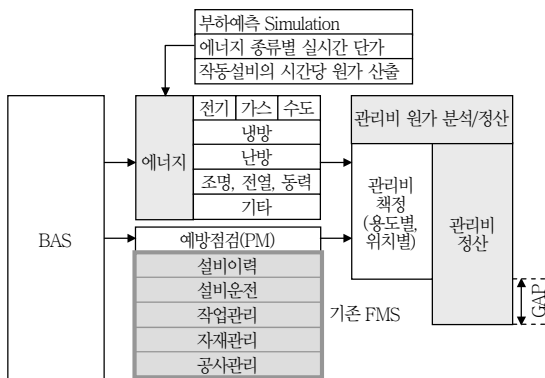 부하예측 Simulation
에너지 종류별 실시간 단가
작동설비의 시간당 원가 산출
BAS
에너지
전기 가스 수도
냉방
난방
조명, 전열, 동력
기타
예방점검(PM)
설비이력
설비운전
작업관리
자재관리
공사관리
기존 FMS
관리비 원가 분석/정산
관리비
책정
(용도별,
위치별)
관리비
정산
GAP